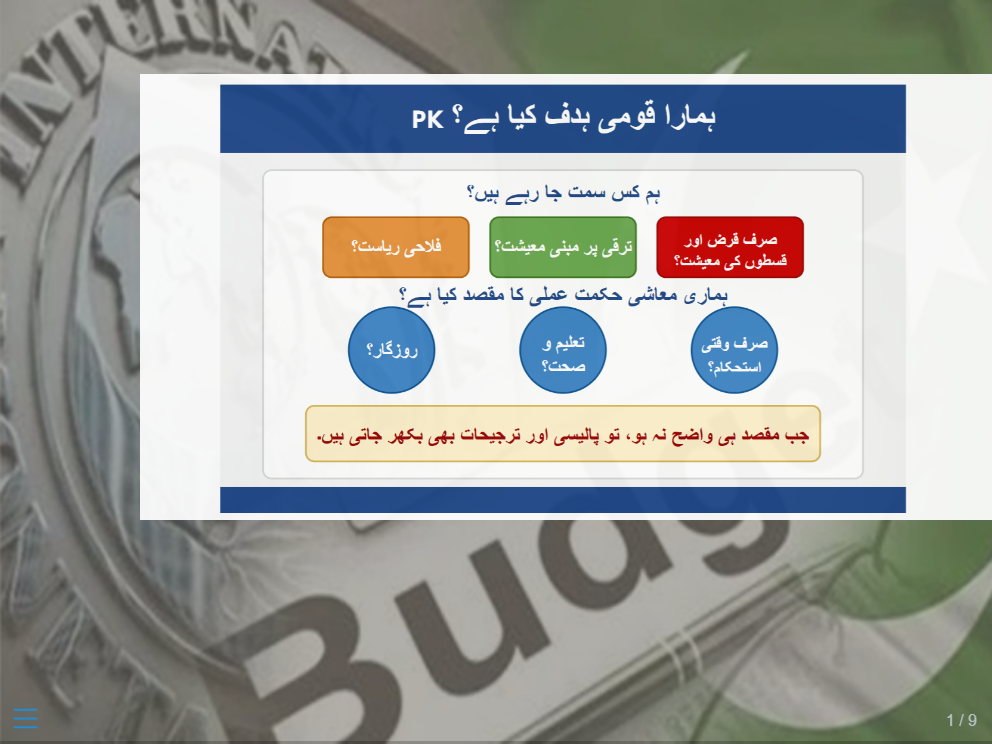 INTERNA
ہمارا قومی ہدف کیا ہے؟ PK
ہم کس سمت جا رہے ہیں؟
صرف قرض اور
قسطوں کی معیشت؟
ترقی پر مبنی معیشت؟
فلاحی ریاست؟
ہماری معاشی حکمت عملی کا مقصد کیا ہے؟
صرف وقتی
استحکام؟
تعلیم و
صحت؟
روزگار؟
جب مقصد ہی واضح نہ ہو، تو پالیسی اور ترجیحات بھی بکھر جاتی ہیں۔
Budge
1 / 9